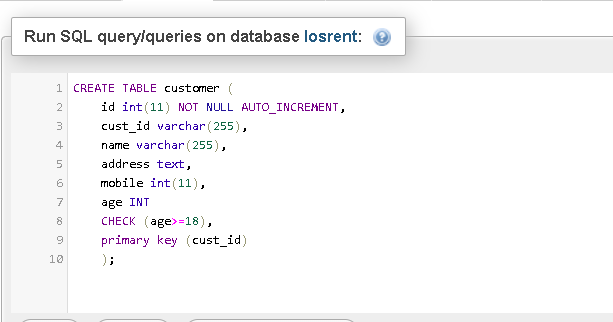 Run SQL query/queries on database losrent:
1 CREATE TABLE customer (
2 id int(11) NOT NULL AUTO_INCREMENT,
3 cust_id varchar(255),
4 name varchar(255),
5 address text,
6 mobile int(11),
7 age INT
8 CHECK (age>=18),
9 primary key (cust_id)
10 );